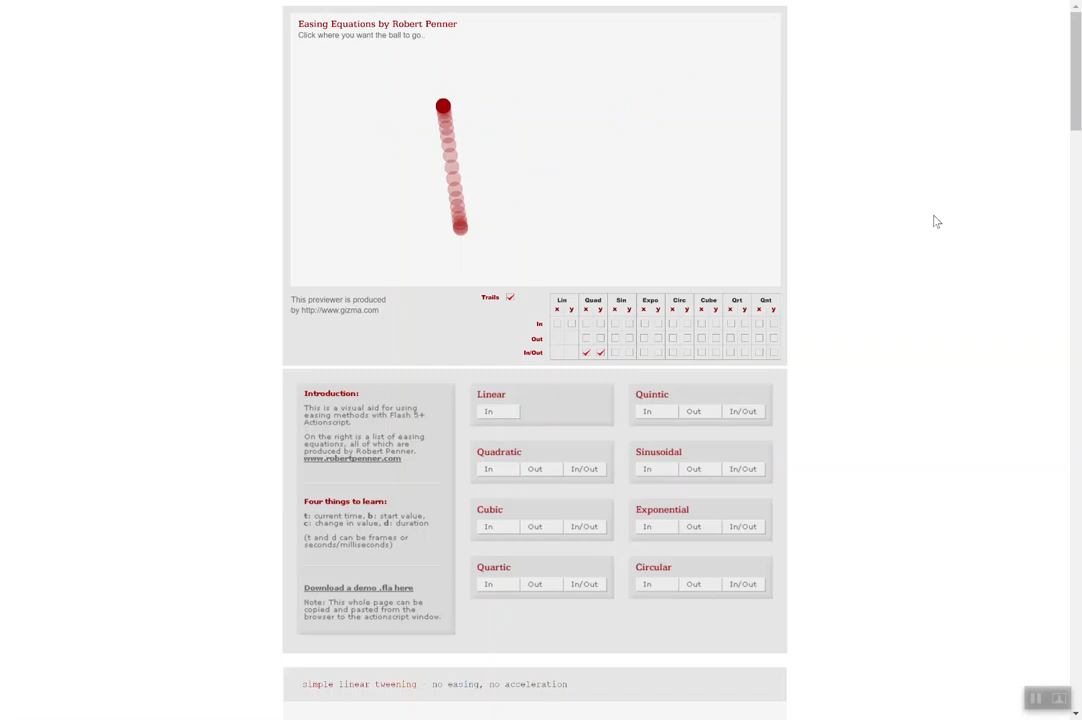 Easing Equations by Robert Penner
Click where you want the ball to go..
This previewer is produced
by http://www.gizma.com
Trails
Lin Quad Sin Expo Circ Cube Qrt Qnt
x y x y x y x y x y x y x y x y
In
Out
In/Out
Introduction:
This is a visual aid for using
easing methods with Flash 5+
Actionscript.
On the right is a list of easing
equations, all of which are
produced by Robert Penner.
www.robertpenner.com
Four things to learn:
t: current time, b: start value,
c: change in value, d: duration
(t and d can be frames or
seconds/milliseconds)
Download a demo .fla here
Note: This whole page can be
copied and pasted from the
browser to the actionscript window.
Linear
In
Quadratic
In Out In/Out
Cubic
In Out In/Out
Quartic
In Out In/Out
Quintic
In Out In/Out
Sinusoidal
In Out In/Out
Exponential
In Out In/Out
Circular
In Out In/Out
simple linear tweening - no easing, no acceleration